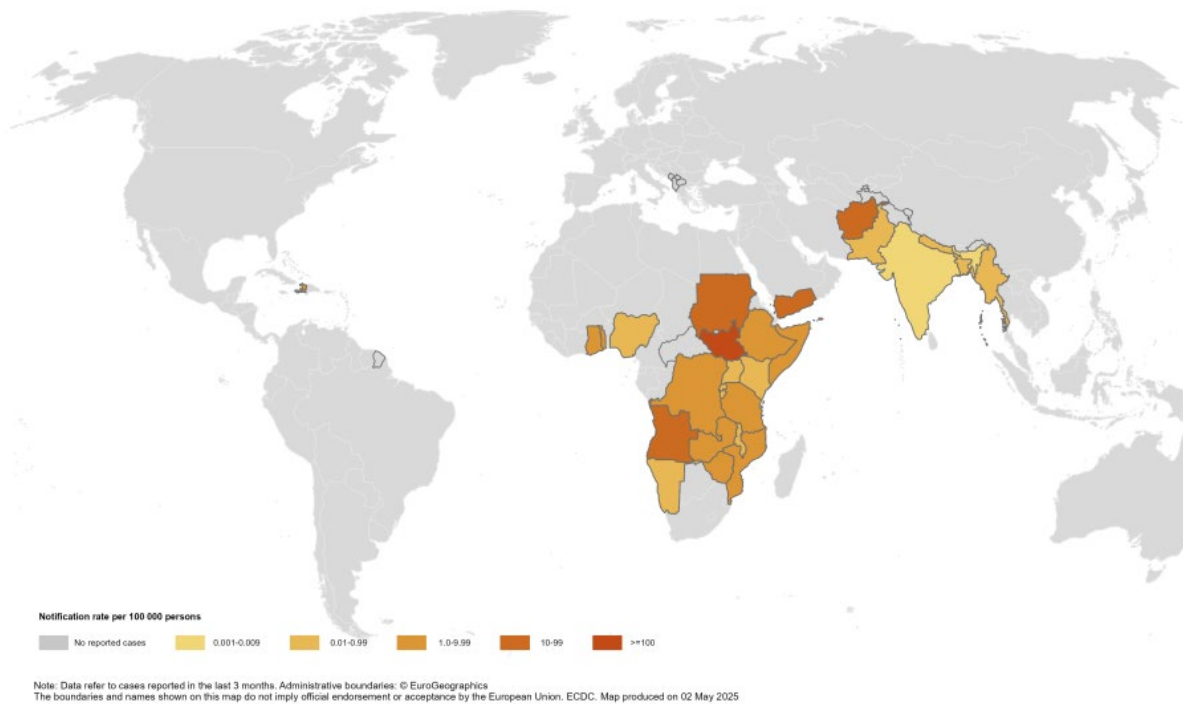 Notification rate per 100 000 persons
No reported cases 0.001-0.009 0.01-0.99 1.0-9.99 10-99 >=100
Note: Data refer to cases reported in the last 3 months. Administrative boundaries: © EuroGeographics
The boundaries and names shown on this map do not imply official endorsement or acceptance by the European Union. ECDC. Map produced on 02 May 2025